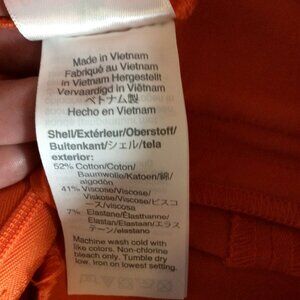 Made in Vietnam
Fabriqué au Vietnam
in Vietnam Hergestellt
Vervaardigd in Viëtnam
ベトナム製
Hecho en Vietnam
Shell/Extérieur/Oberstoff/
Buitenkant/シェル/tela
exterior:
52% Cotton/Coton/
Baumwolle/Katoen/綿/
algodón
41% Viscose/Viscose/
Viskose/Viscose/ビスコ
ース/viscosa
7% Elastane/Élasthanne/
Elastan/Elastaan/エラス
テーン/elastano
Machine wash cold with
like colors. Non-chlorine
bleach only. Tumble dry
low. Iron on lowest setting.